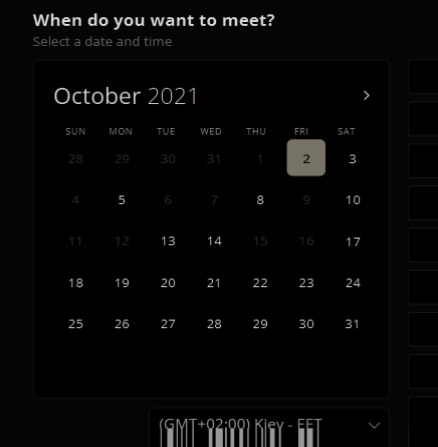 When do you want to meet?
Select a date and time
October 2021
SUN MON TUE WED THU FRI SAT
28 29 30 31 1 2 3
4 5 6 7 8 9 10
11 12 13 14 15 16 17
18 19 20 21 22 23 24
25 26 27 28 29 30 31
(GMT+02:00) Kiev - EET